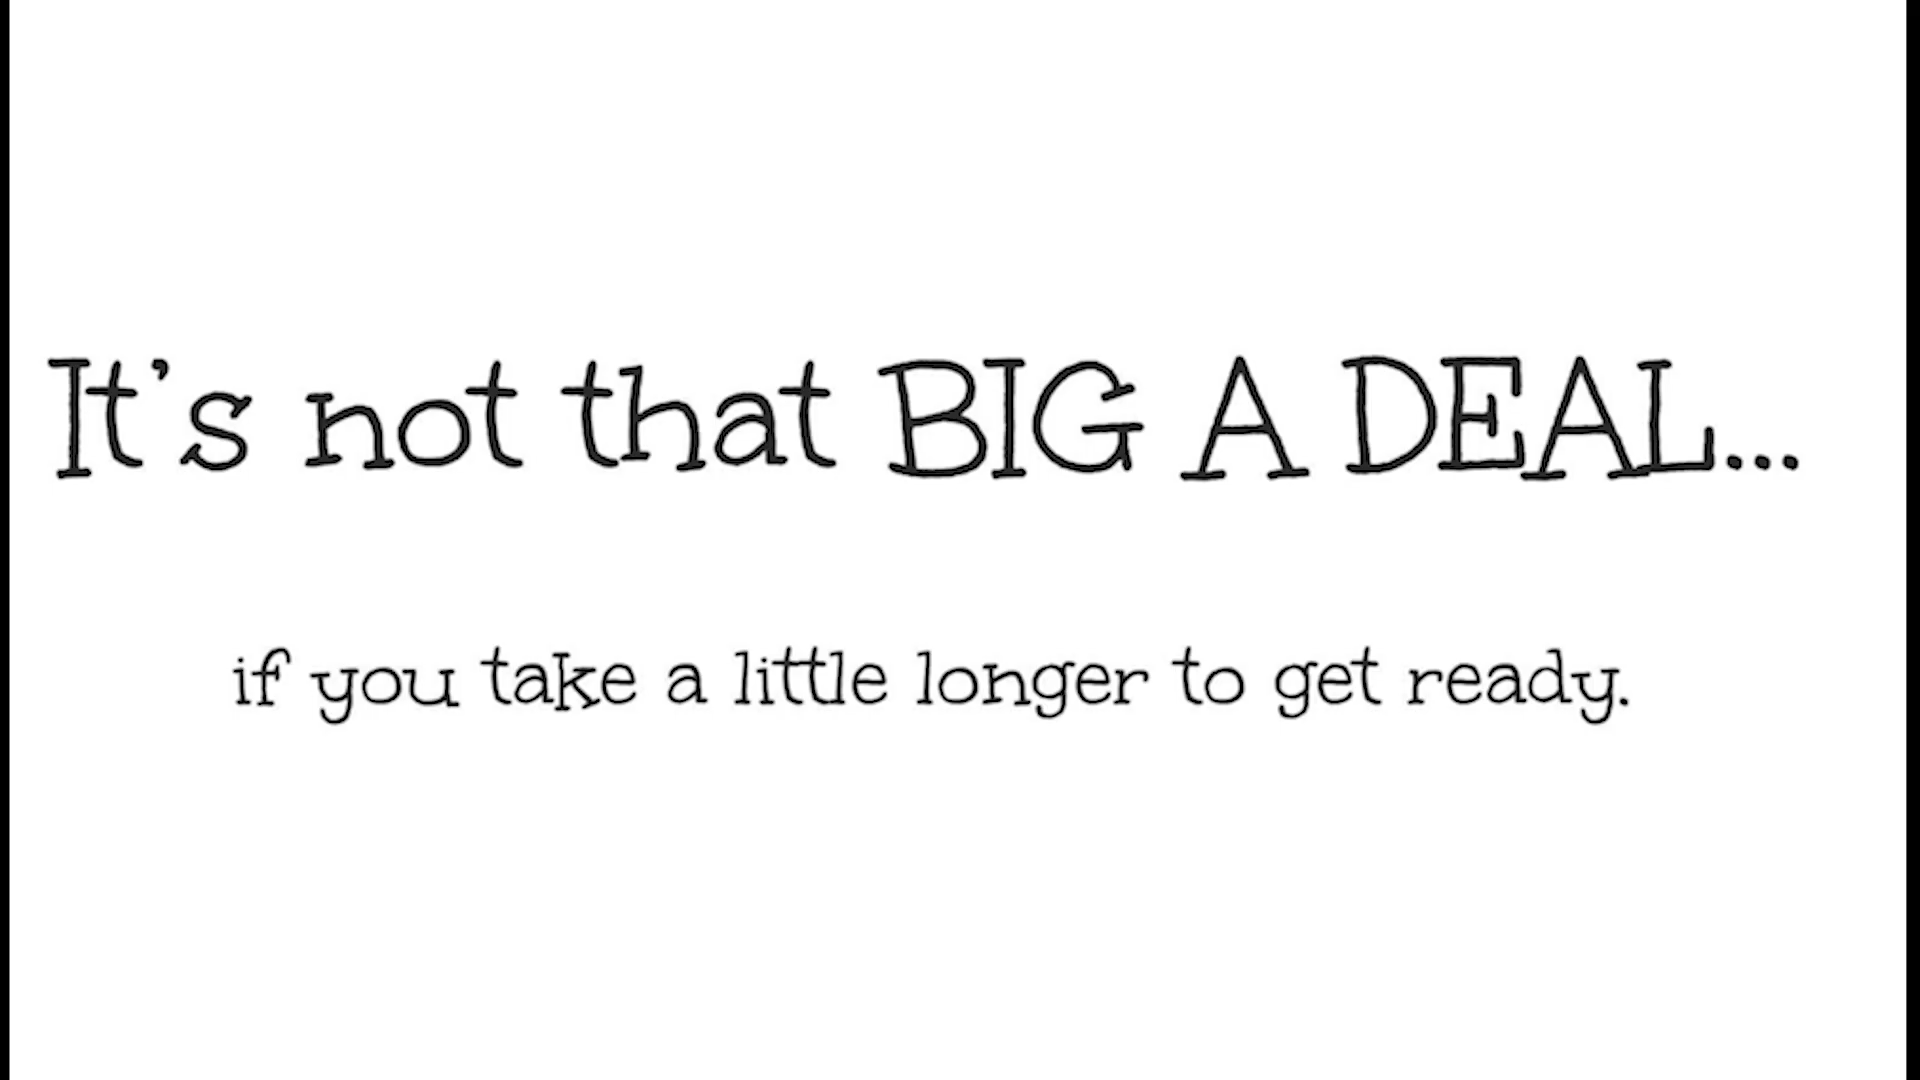 It's not that BIG A DEAL...
if you take a little longer to get ready.